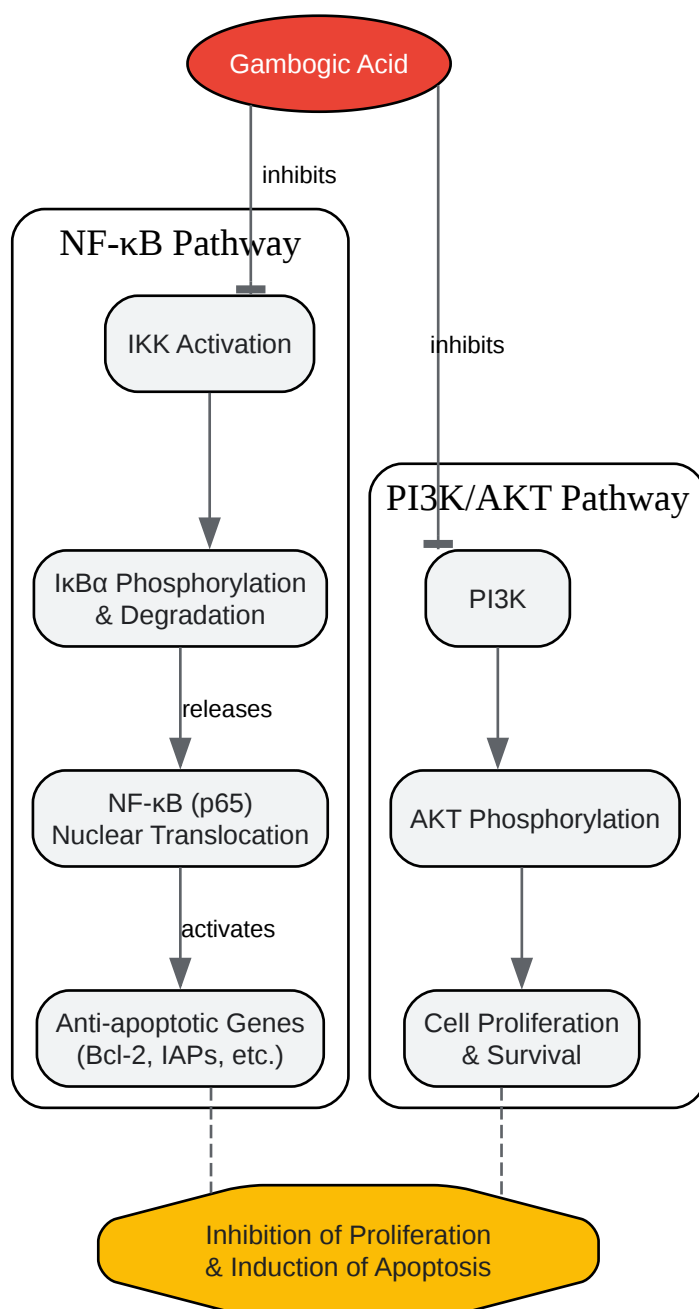 Gambogic Acid
inhibits
NF-κB Pathway
IKK Activation
IκBα Phosphorylation
& Degradation
releases
NF-κB (p65)
Nuclear Translocation
activates
Anti-apoptotic Genes
(Bcl-2, IAPs, etc.)
inhibits
PI3K/AKT Pathway
PI3K
AKT Phosphorylation
Cell Proliferation
& Survival
Inhibition of Proliferation
& Induction of Apoptosis